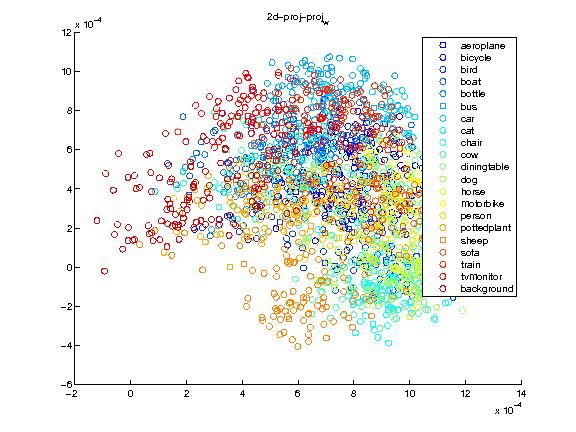 2d-proj-proj_w
x 10^-4
12
10
8
6
4
2
0
-2
-4
-6
-2
0
2
4
6
8
10
12
14
x 10^-4
aeroplane
bicycle
bird
boat
bottle
bus
car
cat
chair
cow
diningtable
dog
horse
motorbike
person
pottedplant
sheep
sofa
train
tvmonitor
background